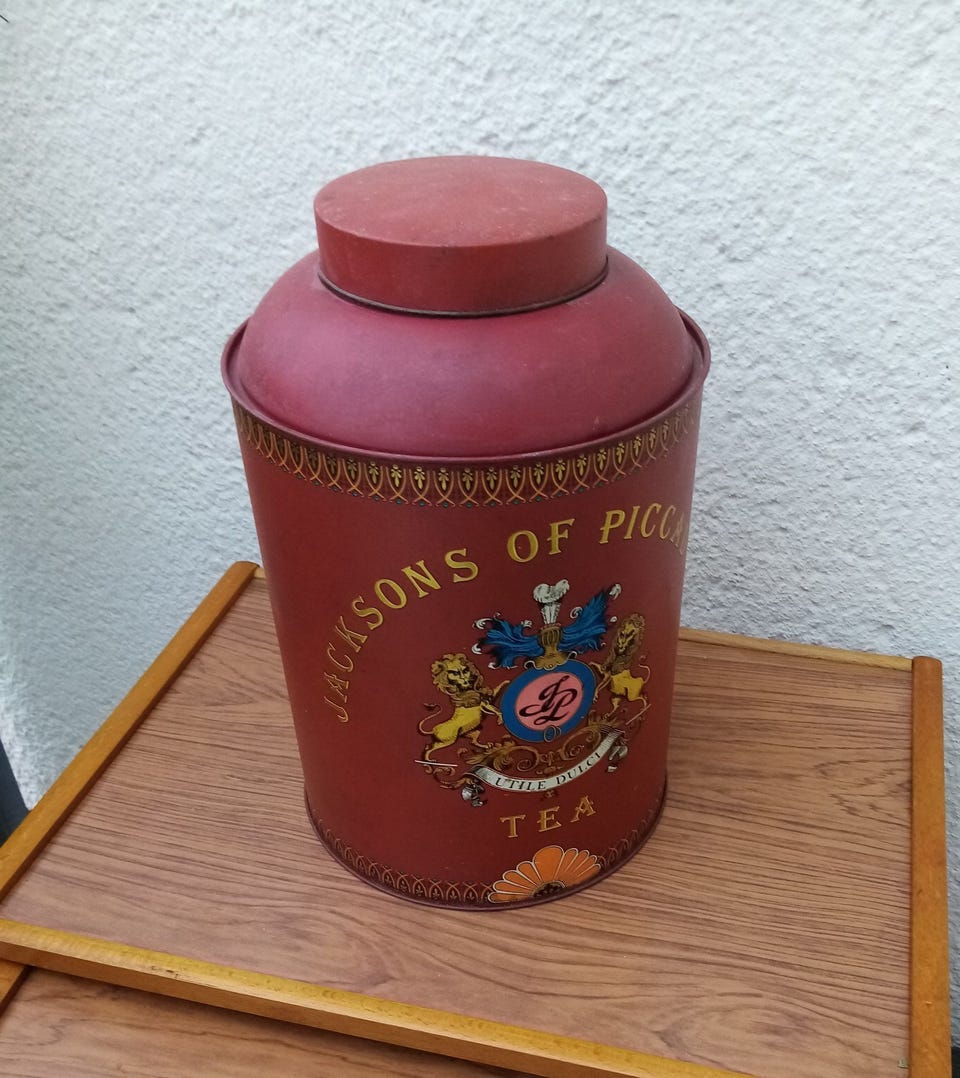 JACKSONS OF PICCA
JP
UTILE DULCI
TEA